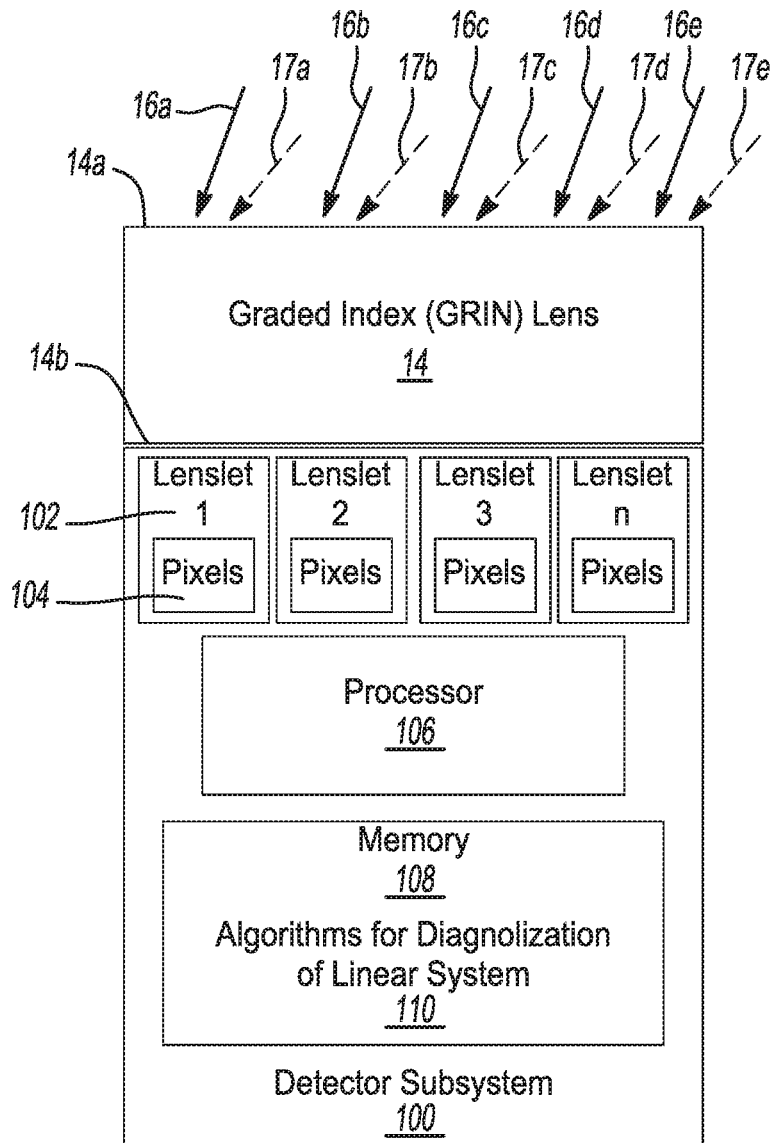 16b 16c 16d 16e
17a 17b 17c 17d 17e
16a
14a
Graded Index (GRIN) Lens
14
14b
Lenslet Lenslet Lenslet Lenslet
1 2 3 n
102
Pixels Pixels Pixels Pixels
104
Processor
106
Memory
108
Algorithms for Diagnolization
of Linear System
110
Detector Subsystem
100